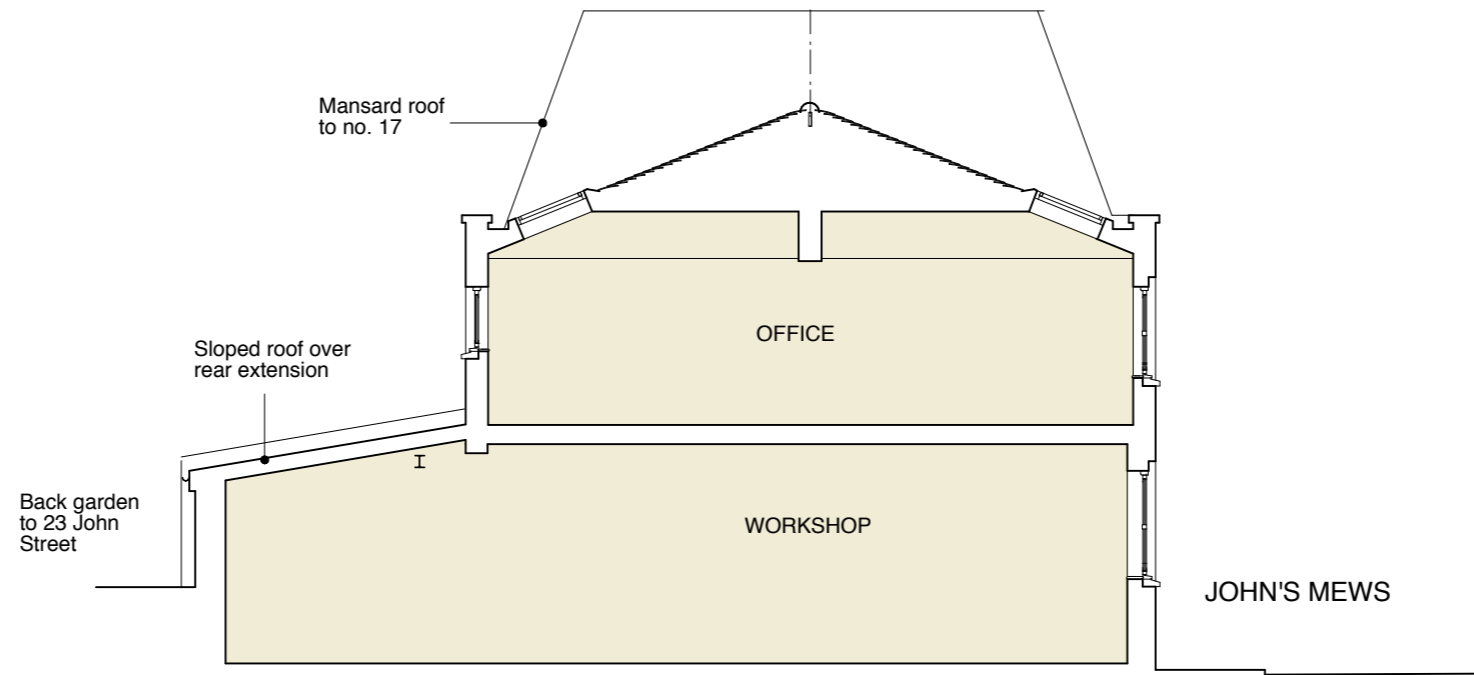 Mansard roof
to no. 17
OFFICE
Sloped roof over
rear extension
Back garden
to 23 John
Street
WORKSHOP
JOHN'S MEWS